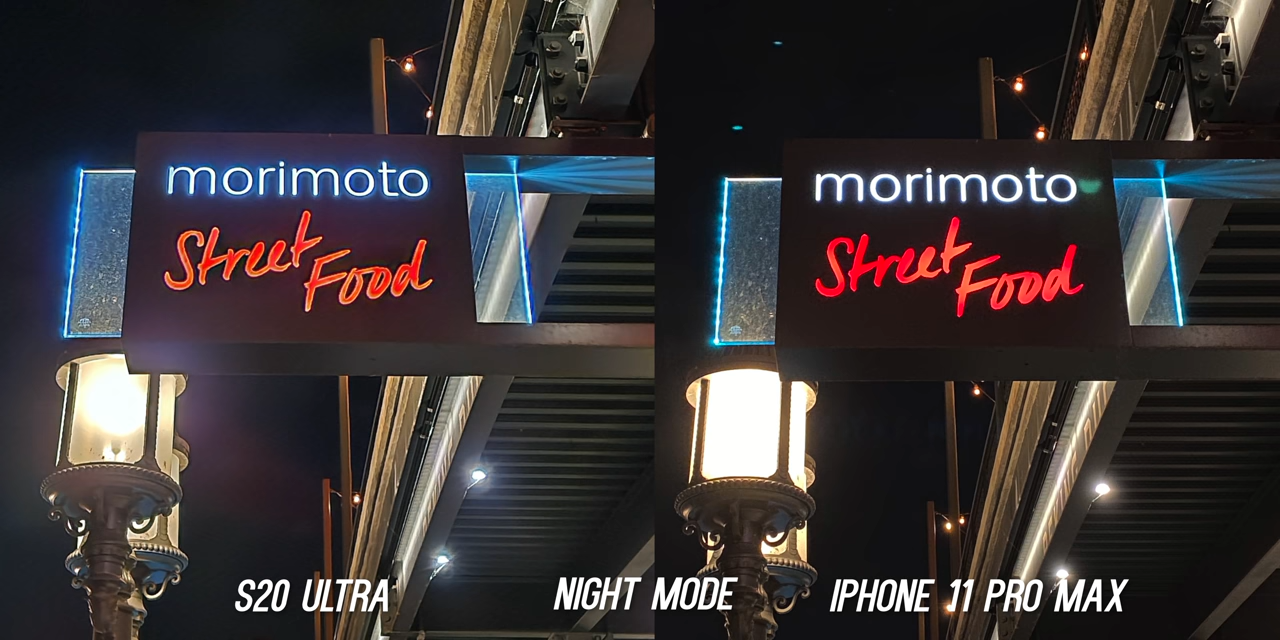 morimoto
Street
Food
morimoto
Street
Food
S20 ULTRA
NIGHT MODE
IPHONE 11 PRO MAX